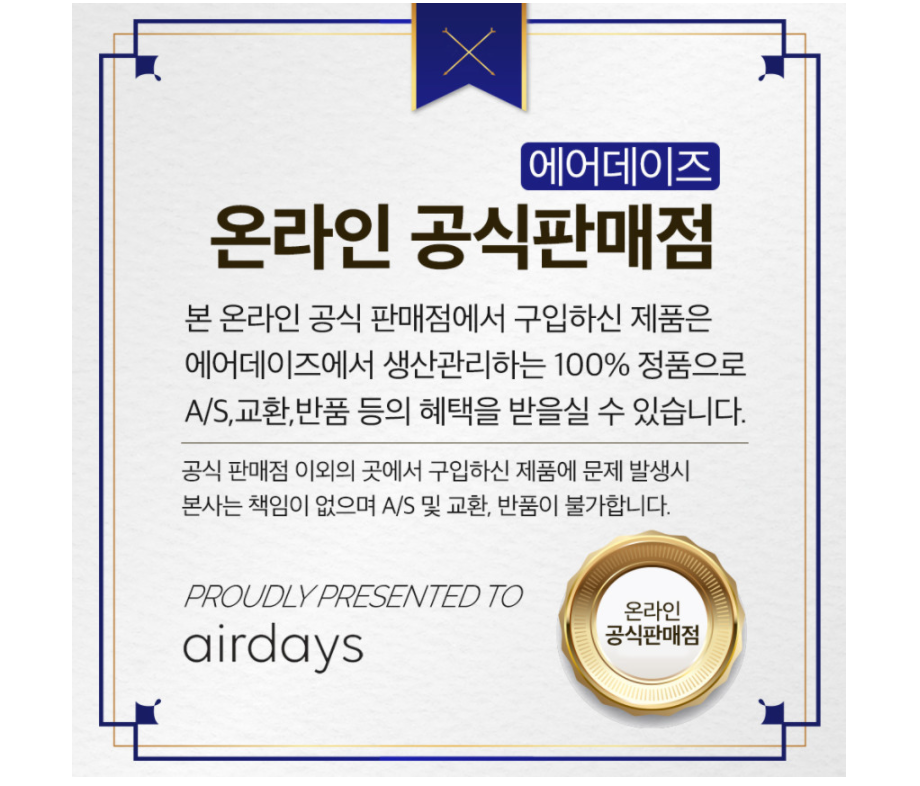 에어데이즈
온라인 공식판매점
본 온라인 공식 판매점에서 구입하신 제품은
에어데이즈에서 생산관리하는 100% 정품으로
A/S,교환,반품 등의 혜택을 받을실 수 있습니다.
공식 판매점 이외의 곳에서 구입하신 제품에 문제 발생시
본사는 책임이 없으며 A/S 및 교환, 반품이 불가합니다.
PROUDLY PRESENTED TO
airdays
온라인
공식판매점